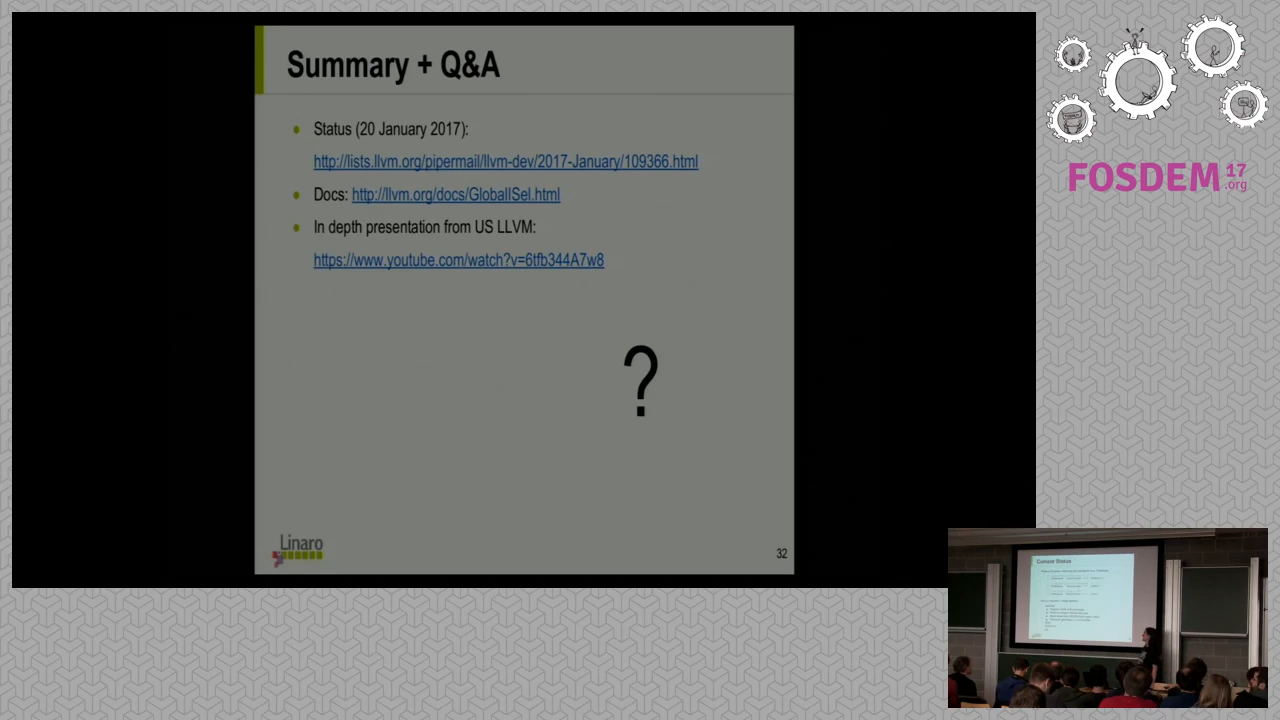 Summary + Q&A
Status (20 January 2017):
http://lists.llvm.org/pipermail/llvm-dev/2017-January/109366.html
Docs: http://llvm.org/docs/GlobalISel.html
In depth presentation from US LLVM:
https://www.youtube.com/watch?v=6tfb344A7w8
?
Linaro
32
FOSDEM 17
.org
Current Status